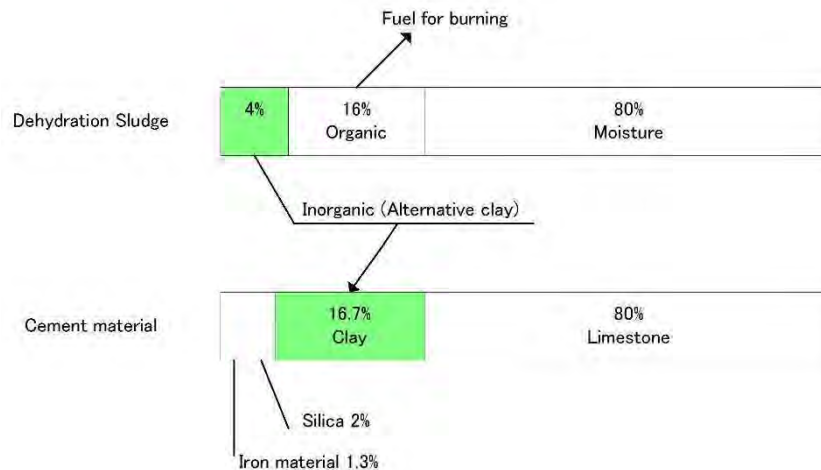 Fuel for burning
Dehydration Sludge
4%
16%
Organic
80%
Moisture
Inorganic (Alternative clay)
Cement material
16.7%
Clay
80%
Limestone
Silica 2%
Iron material 1.3%